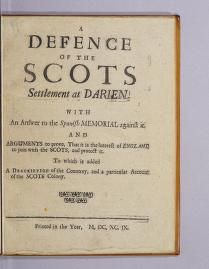 A
DEFENCE
OF THE
SCOTS
Settlement at DARIEN.
WITH
An Answer to the Spanish MEMORIAL against it.
AND
ARGUMENTS to prove, That it is the Interest of ENGLAND
to join with the SCOTS, and protect it.
To which is added
A DESCRIPTION of the Countrey, and a particular Account
of the SCOTS Colony.
Printed in the Year, M, DC, XC, IX.